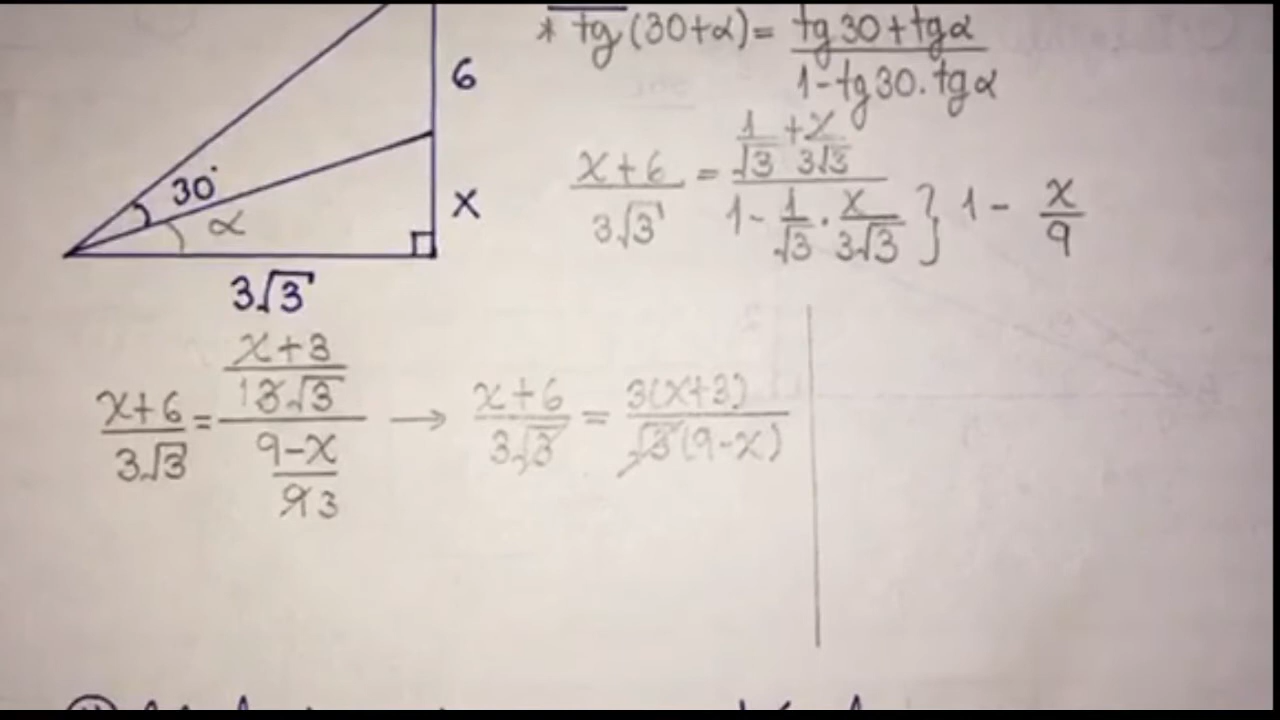 * tg(30+α) = (tg30+tgα)/(1-tg30.tgα)
6
30°
α
x
3√3
(x+6)/(3√3) = (1/√3 + x/(3√3))/(1 - 1/√3 . x/(3√3)) } 1 - x/9
(x+6)/(3√3) = ((x+3)/(13√3))/((9-x)/(93)) → (x+6)/(3√3) = 3(x+3)/(√3(9-x))